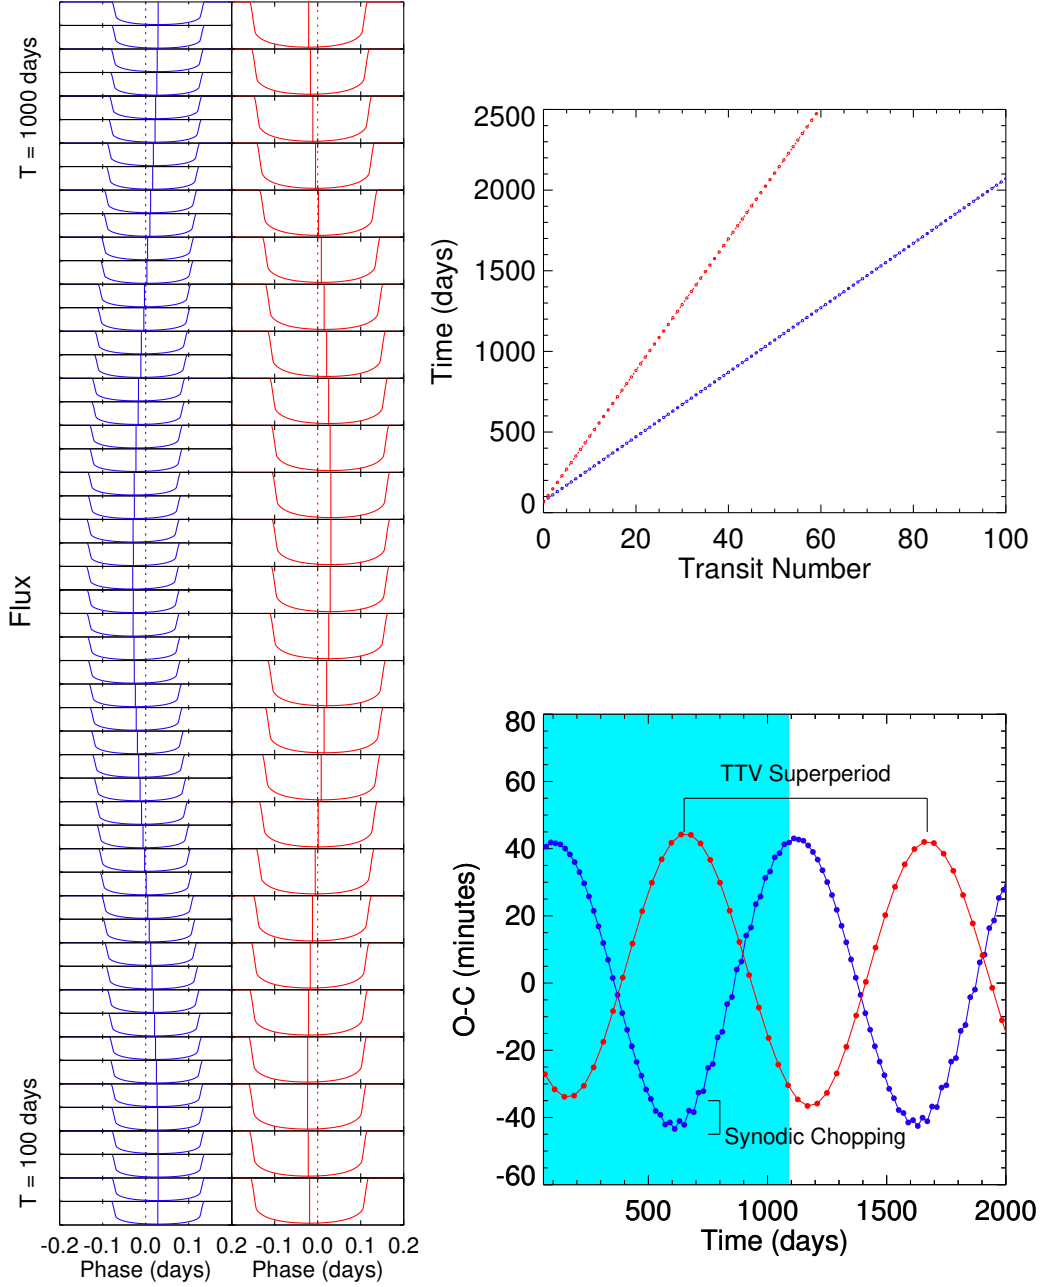 T = 1000 days
Flux
T = 100 days
-0.2 -0.1 0.0 0.1 0.2 -0.1 0.0 0.1 0.2
Phase (days) Phase (days)
2500
2000
1500
1000
500
0
Time (days)
0 20 40 60 80 100
Transit Number
80
60
40
20
0
-20
-40
-60
O-C (minutes)
TTV Superperiod
Synodic Chopping
500 1000 1500 2000
Time (days)